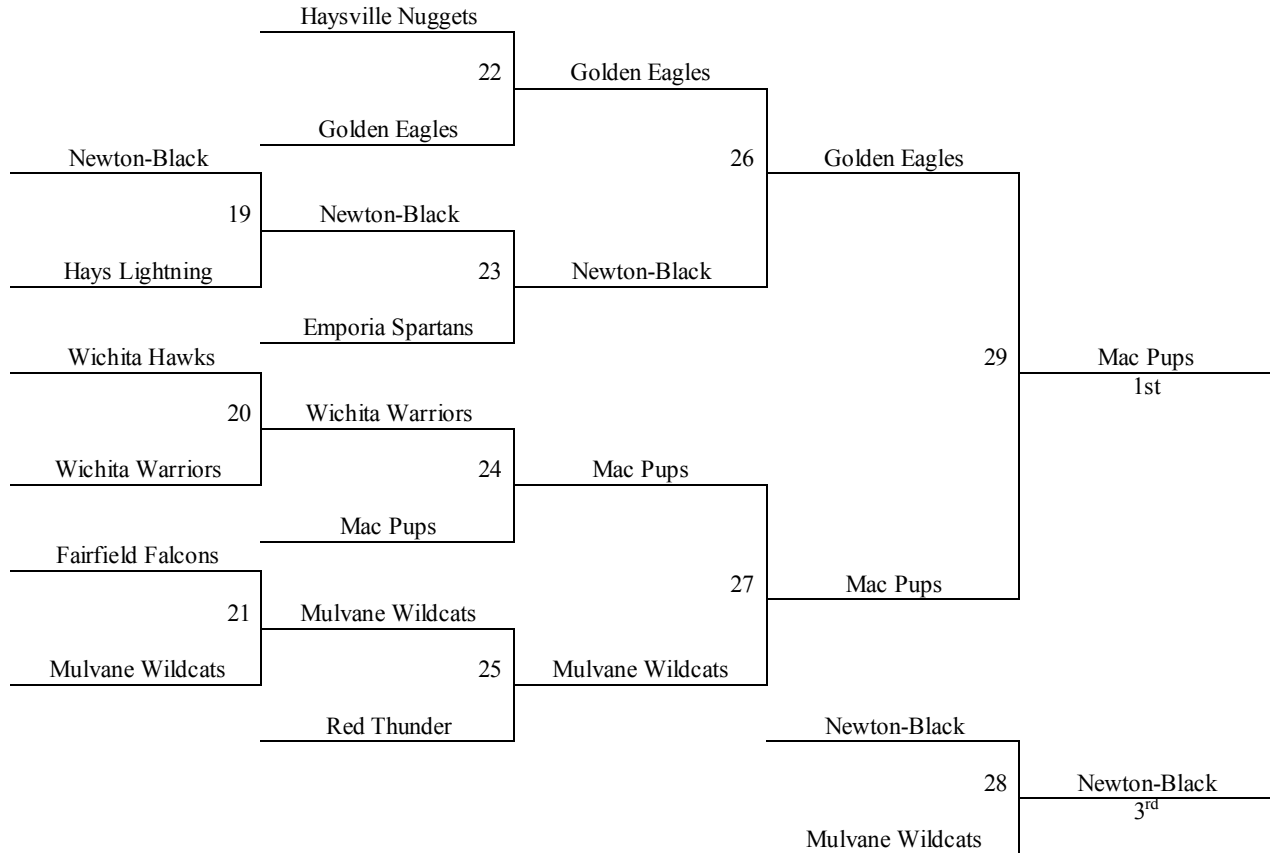 Haysville Nuggets
22
Golden Eagles
Golden Eagles
Newton-Black
26
Golden Eagles
19
Newton-Black
Hays Lightning
23
Newton-Black
Emporia Spartans
Wichita Hawks
29
Mac Pups
1st
20
Wichita Warriors
Wichita Warriors
24
Mac Pups
Mac Pups
Fairfield Falcons
27
Mac Pups
21
Mulvane Wildcats
Mulvane Wildcats
25
Mulvane Wildcats
Red Thunder
Newton-Black
28
Newton-Black
3rd
Mulvane Wildcats